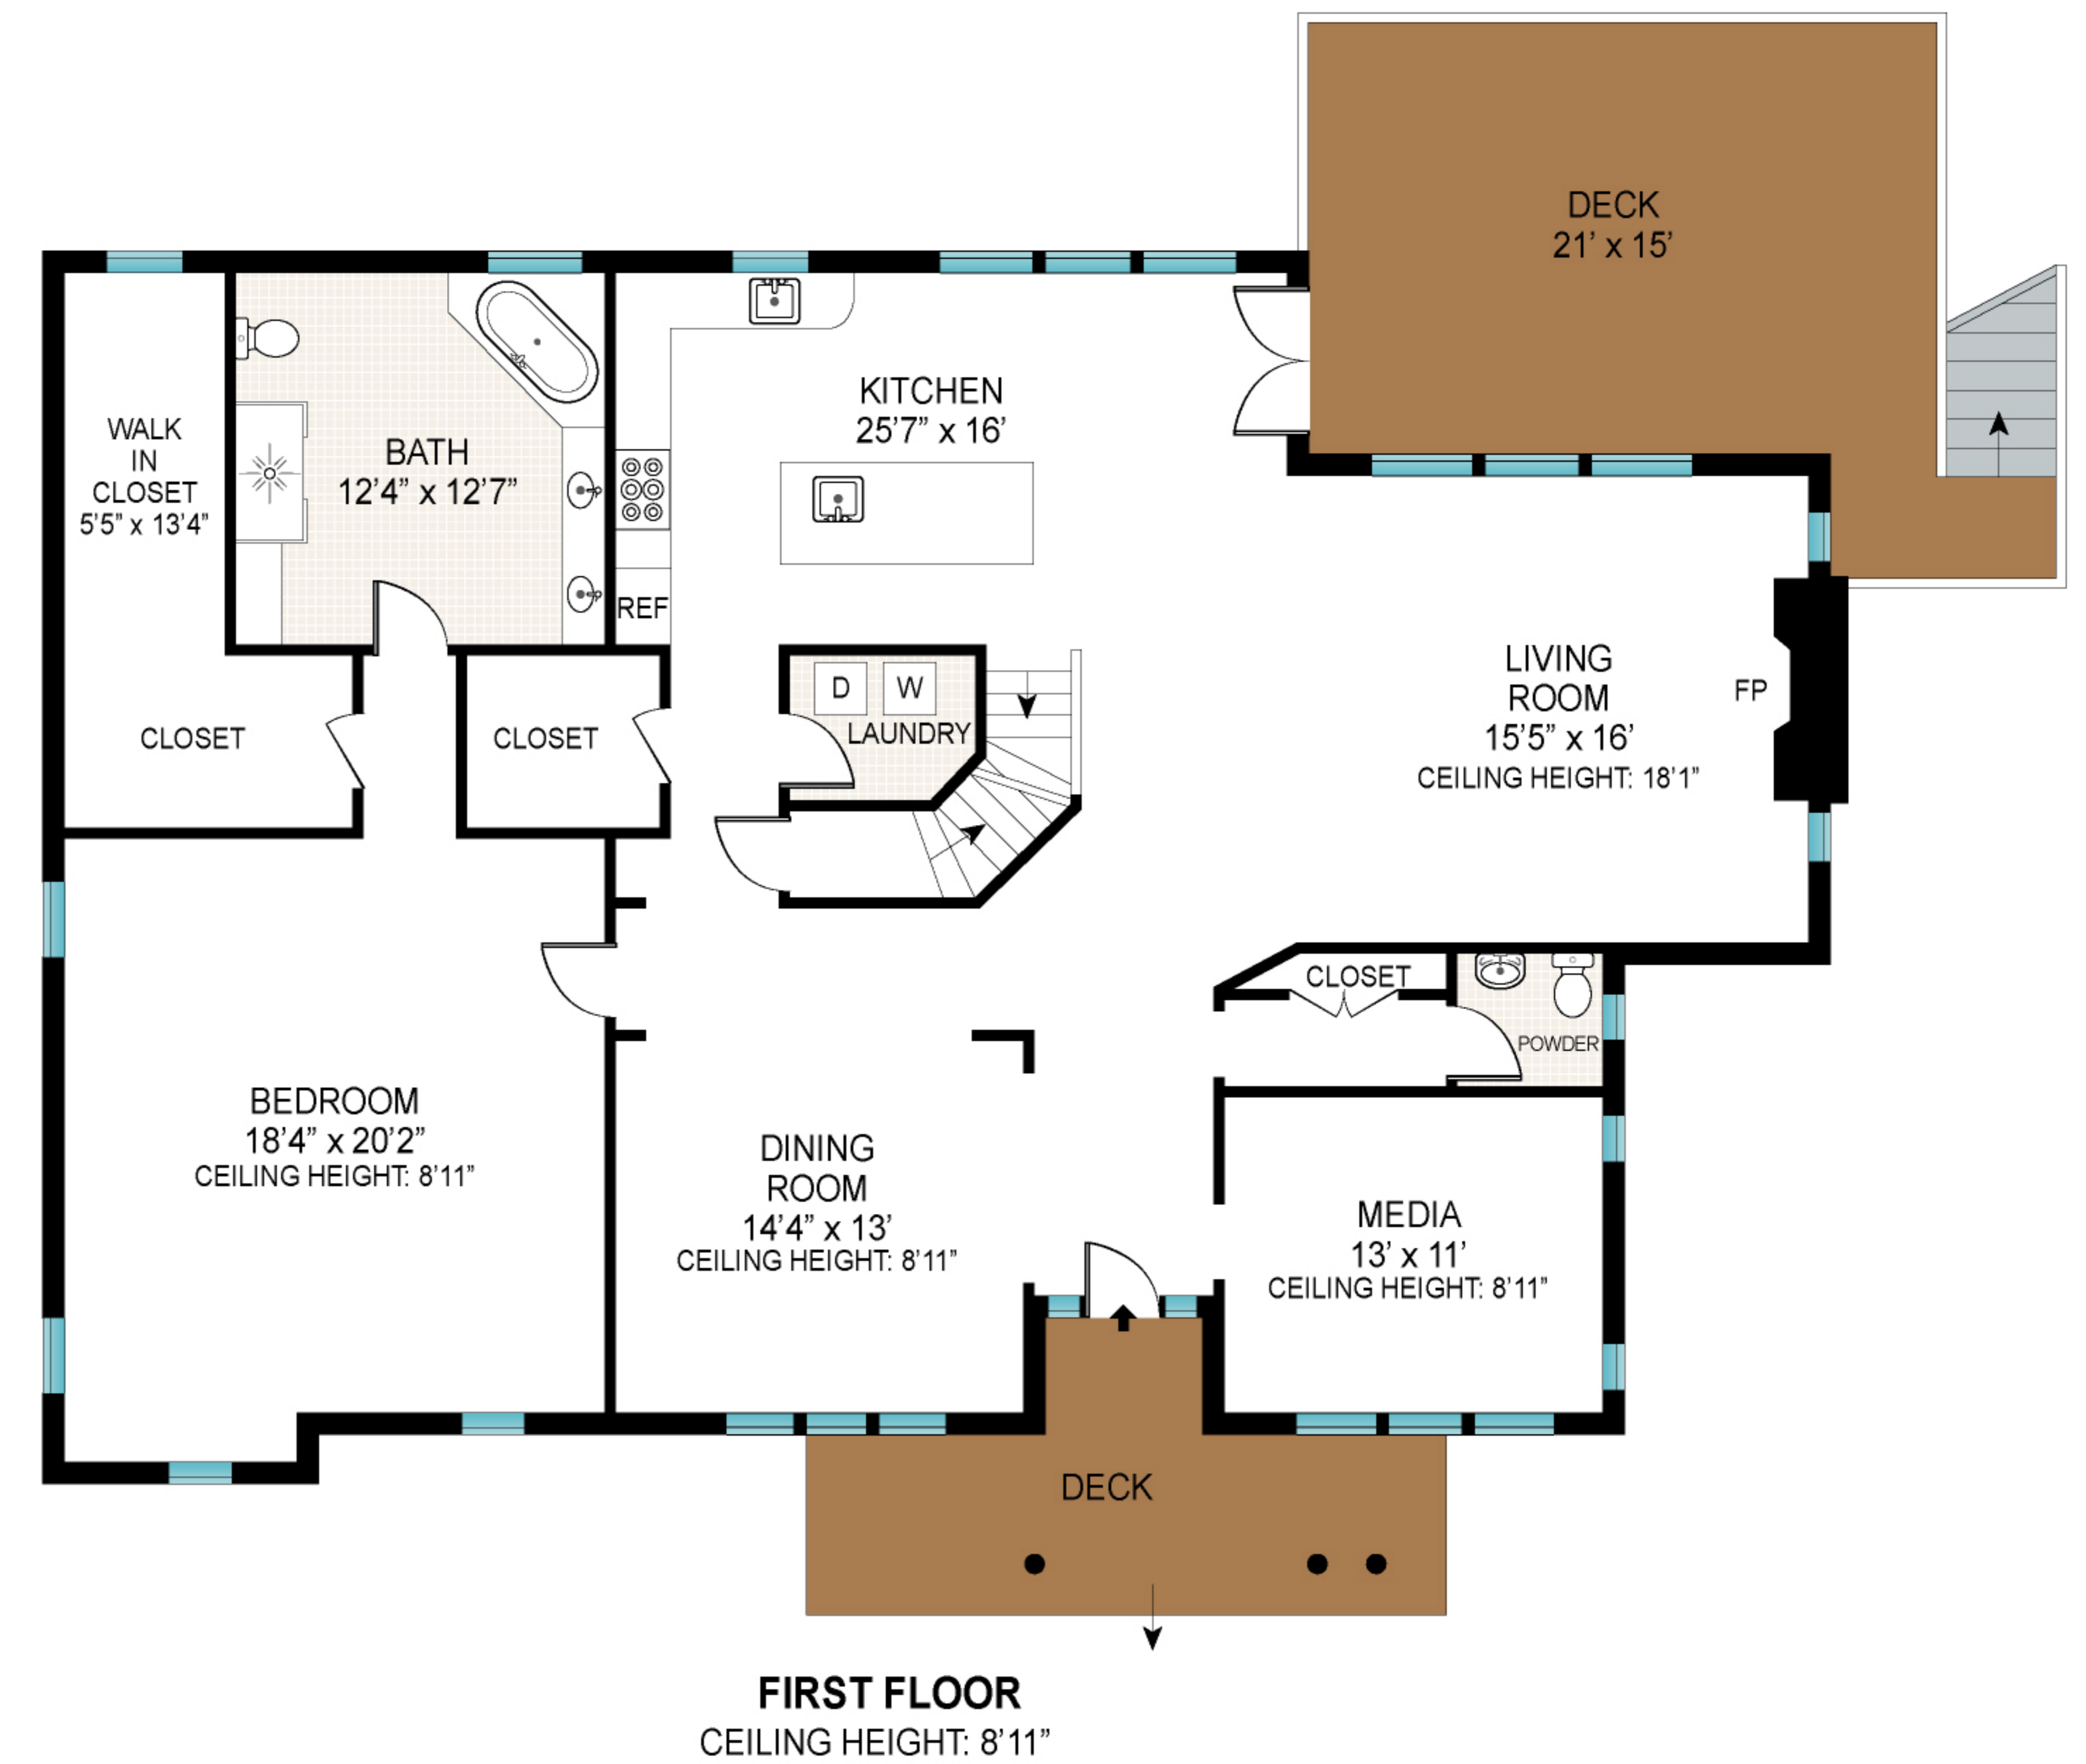 DECK
21’ x 15’
KITCHEN
25’7” x 16’
WALK
IN
CLOSET
5’5” x 13’4”
BATH
12’4” x 12’7”
REF
CLOSET
CLOSET
D
W
LAUNDRY
LIVING
ROOM
15’5” x 16’
CEILING HEIGHT: 18’1”
FP
CLOSET
POWDER
BEDROOM
18’4” x 20’2”
CEILING HEIGHT: 8’11”
DINING
ROOM
14’4” x 13’
CEILING HEIGHT: 8’11”
MEDIA
13’ x 11’
CEILING HEIGHT: 8’11”
DECK
FIRST FLOOR
CEILING HEIGHT: 8’11”